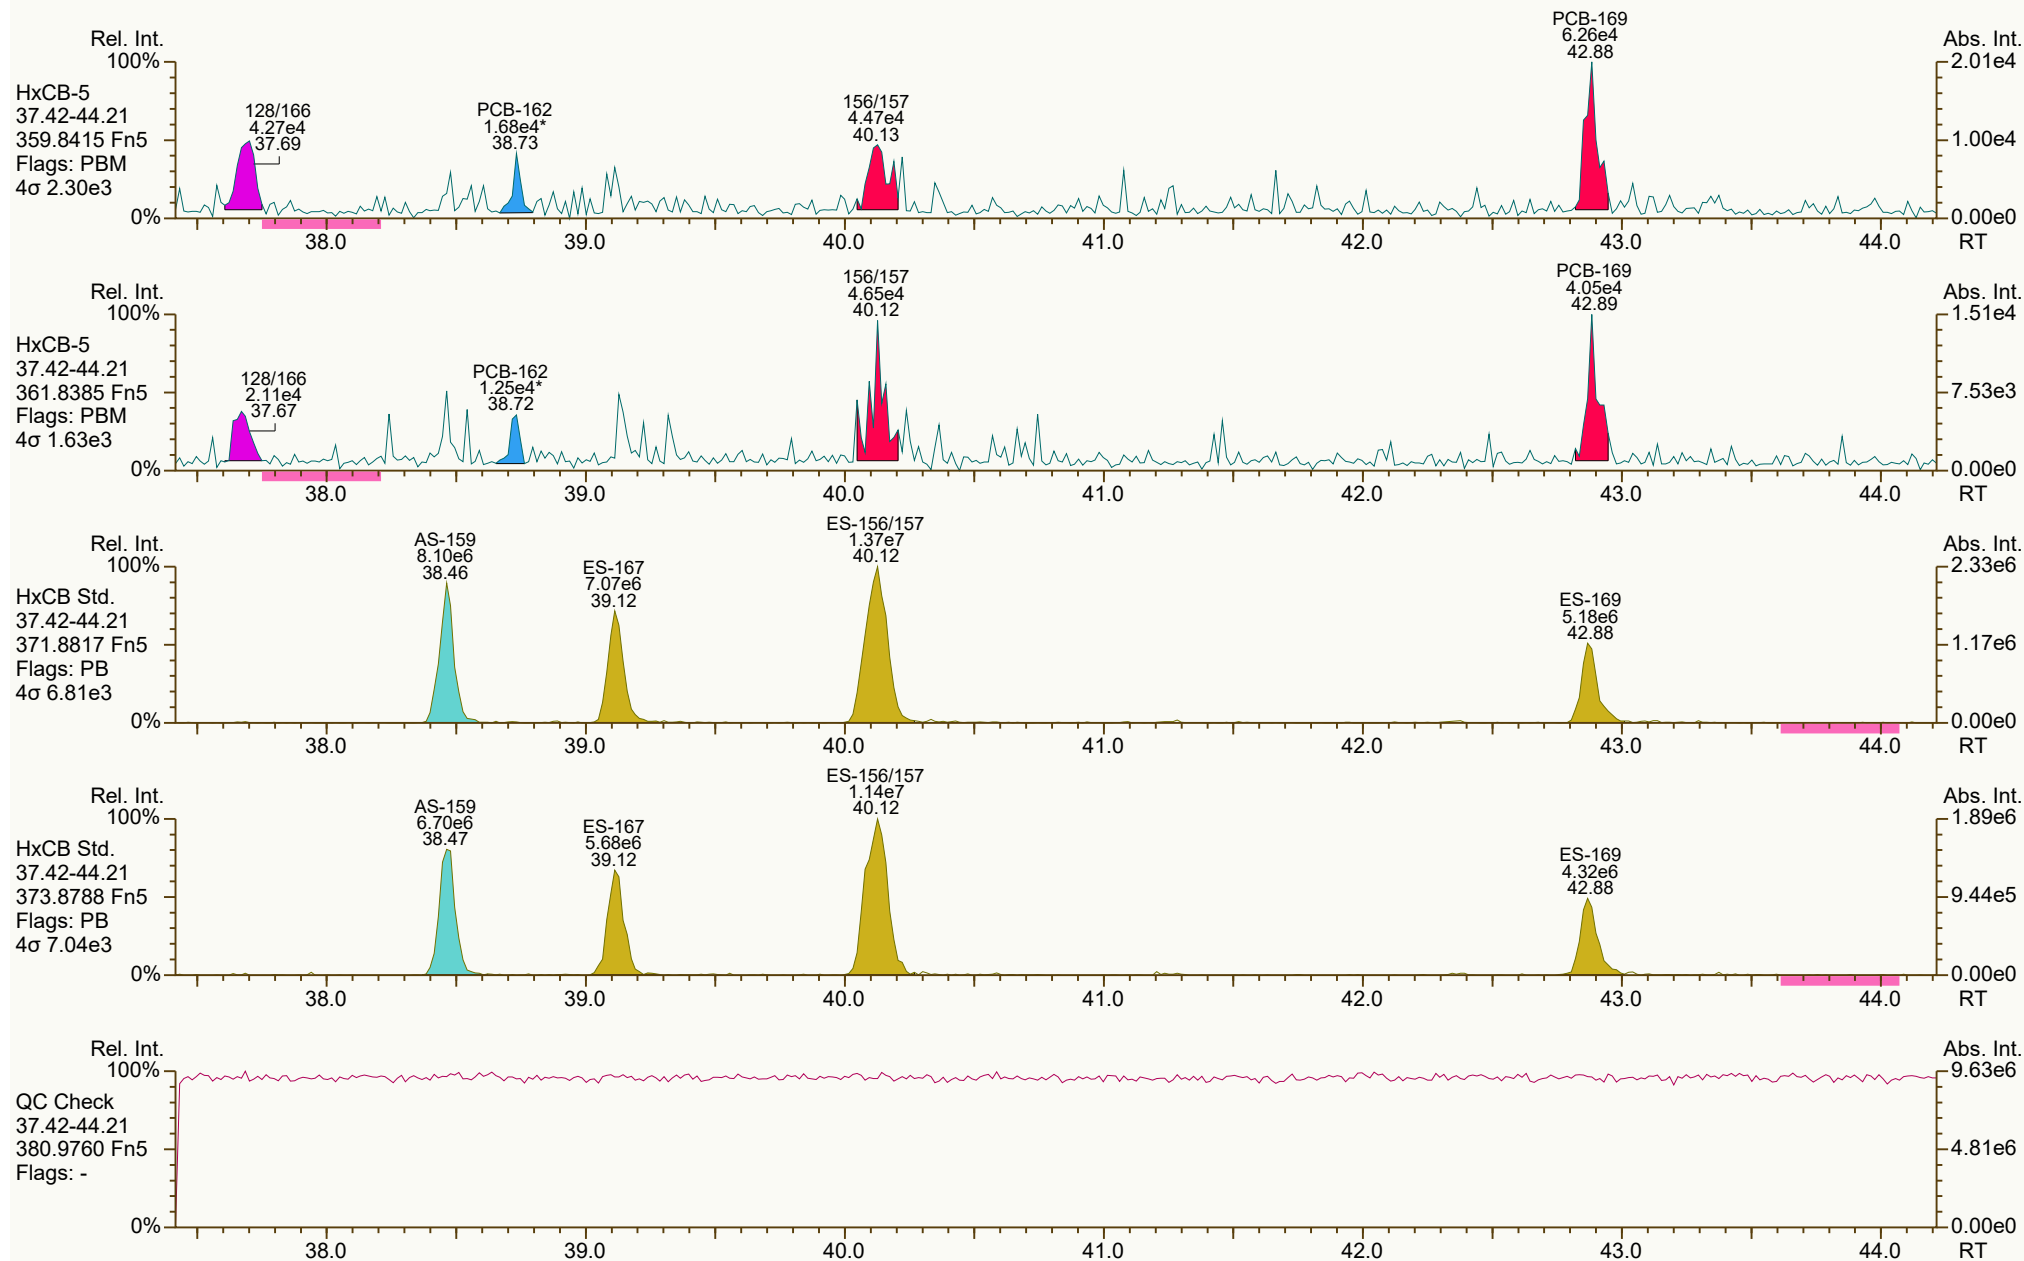 Rel. Int.
100%
0%
HxCB-5
37.42-44.21
359.8415 Fn5
Flags: PBM
4σ 2.30e3
128/166
4.27e4
37.69
PCB-162
1.68e4*
38.73
156/157
4.47e4
40.13
PCB-169
6.26e4
42.88
Abs. Int.
2.01e4
1.00e4
0.00e0
38.0 39.0 40.0 41.0 42.0 43.0 44.0 RT
Rel. Int.
100%
0%
HxCB-5
37.42-44.21
361.8385 Fn5
Flags: PBM
4σ 1.63e3
128/166
2.11e4
37.67
PCB-162
1.25e4*
38.72
156/157
4.65e4
40.12
PCB-169
4.05e4
42.89
Abs. Int.
1.51e4
7.53e3
0.00e0
38.0 39.0 40.0 41.0 42.0 43.0 44.0 RT
Rel. Int.
100%
0%
HxCB Std.
37.42-44.21
371.8817 Fn5
Flags: PB
4σ 6.81e3
AS-159
8.10e6
38.46
ES-167
7.07e6
39.12
ES-156/157
1.37e7
40.12
ES-169
5.18e6
42.88
Abs. Int.
2.33e6
1.17e6
0.00e0
38.0 39.0 40.0 41.0 42.0 43.0 44.0 RT
Rel. Int.
100%
0%
HxCB Std.
37.42-44.21
373.8788 Fn5
Flags: PB
4σ 7.04e3
AS-159
6.70e6
38.47
ES-167
5.68e6
39.12
ES-156/157
1.14e7
40.12
ES-169
4.32e6
42.88
Abs. Int.
1.89e6
9.44e5
0.00e0
38.0 39.0 40.0 41.0 42.0 43.0 44.0 RT
Rel. Int.
100%
0%
QC Check
37.42-44.21
380.9760 Fn5
Flags: -
Abs. Int.
9.63e6
4.81e6
0.00e0
38.0 39.0 40.0 41.0 42.0 43.0 44.0 RT